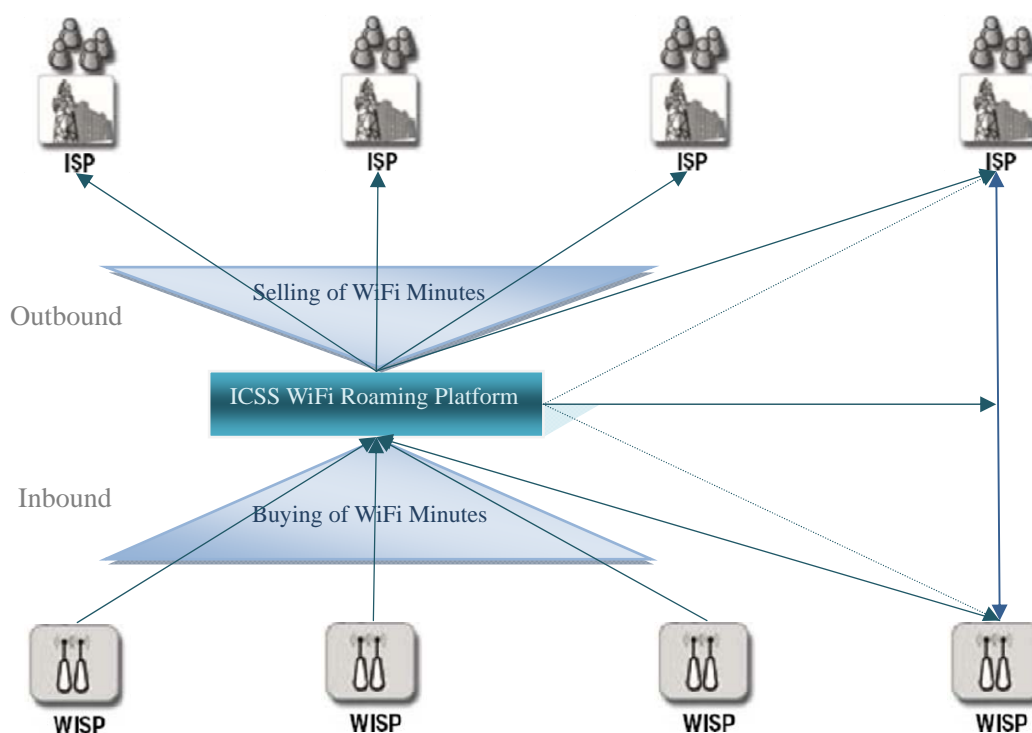 ISP ISP ISP ISP
Selling of WiFi Minutes
Outbound
ICSS WiFi Roaming Platform
Inbound
Buying of WiFi Minutes
WISP WISP WISP WISP